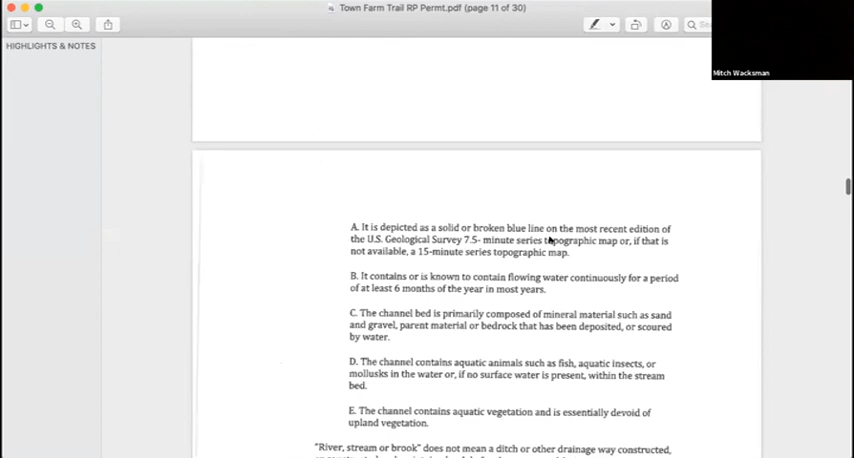 Town Farm Trail RP Permt.pdf (page 11 of 30)
HIGHLIGHTS & NOTES
Mitch Wacksman
A. It is depicted as a solid or broken blue line on the most recent edition of
the U.S. Geological Survey 7.5- minute series topographic map or, if that is
not available, a 15-minute series topographic map.
B. It contains or is known to contain flowing water continuously for a period
of at least 6 months of the year in most years.
C. The channel bed is primarily composed of mineral material such as sand
and gravel, parent material or bedrock that has been deposited, or scoured
by water.
D. The channel contains aquatic animals such as fish, aquatic insects, or
mollusks in the water or, if no surface water is present, within the stream
bed.
E. The channel contains aquatic vegetation and is essentially devoid of
upland vegetation.
"River, stream or brook" does not mean a ditch or other drainage way constructed,